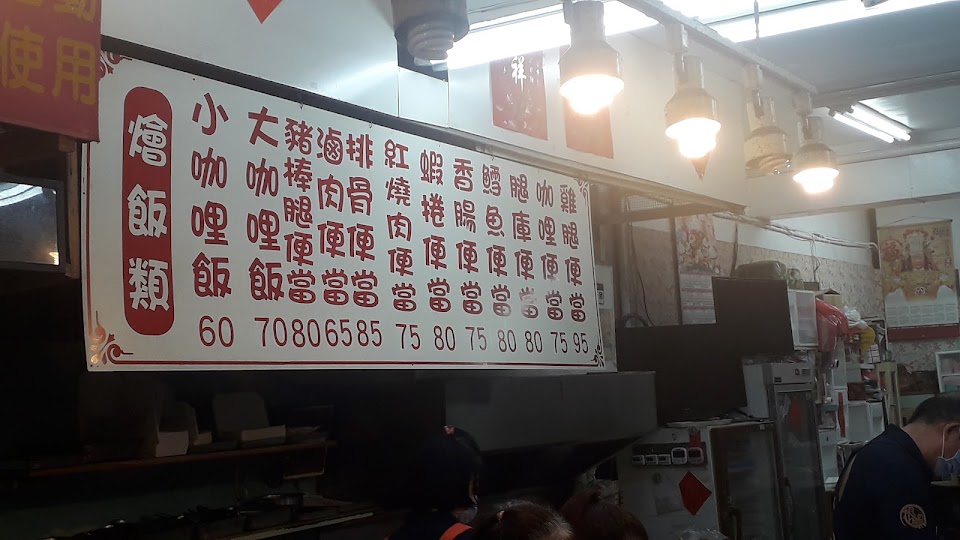 使用
燴飯類
小咖哩飯 60
大咖哩飯 70
豬棒腿便當 80
滷肉便當 65
排骨便當 85
紅燒肉便當 75
蝦捲便當 80
香腸便當 75
鱈魚便當 80
腿庫便當 80
咖哩便當 75
雞腿便當 95
祥